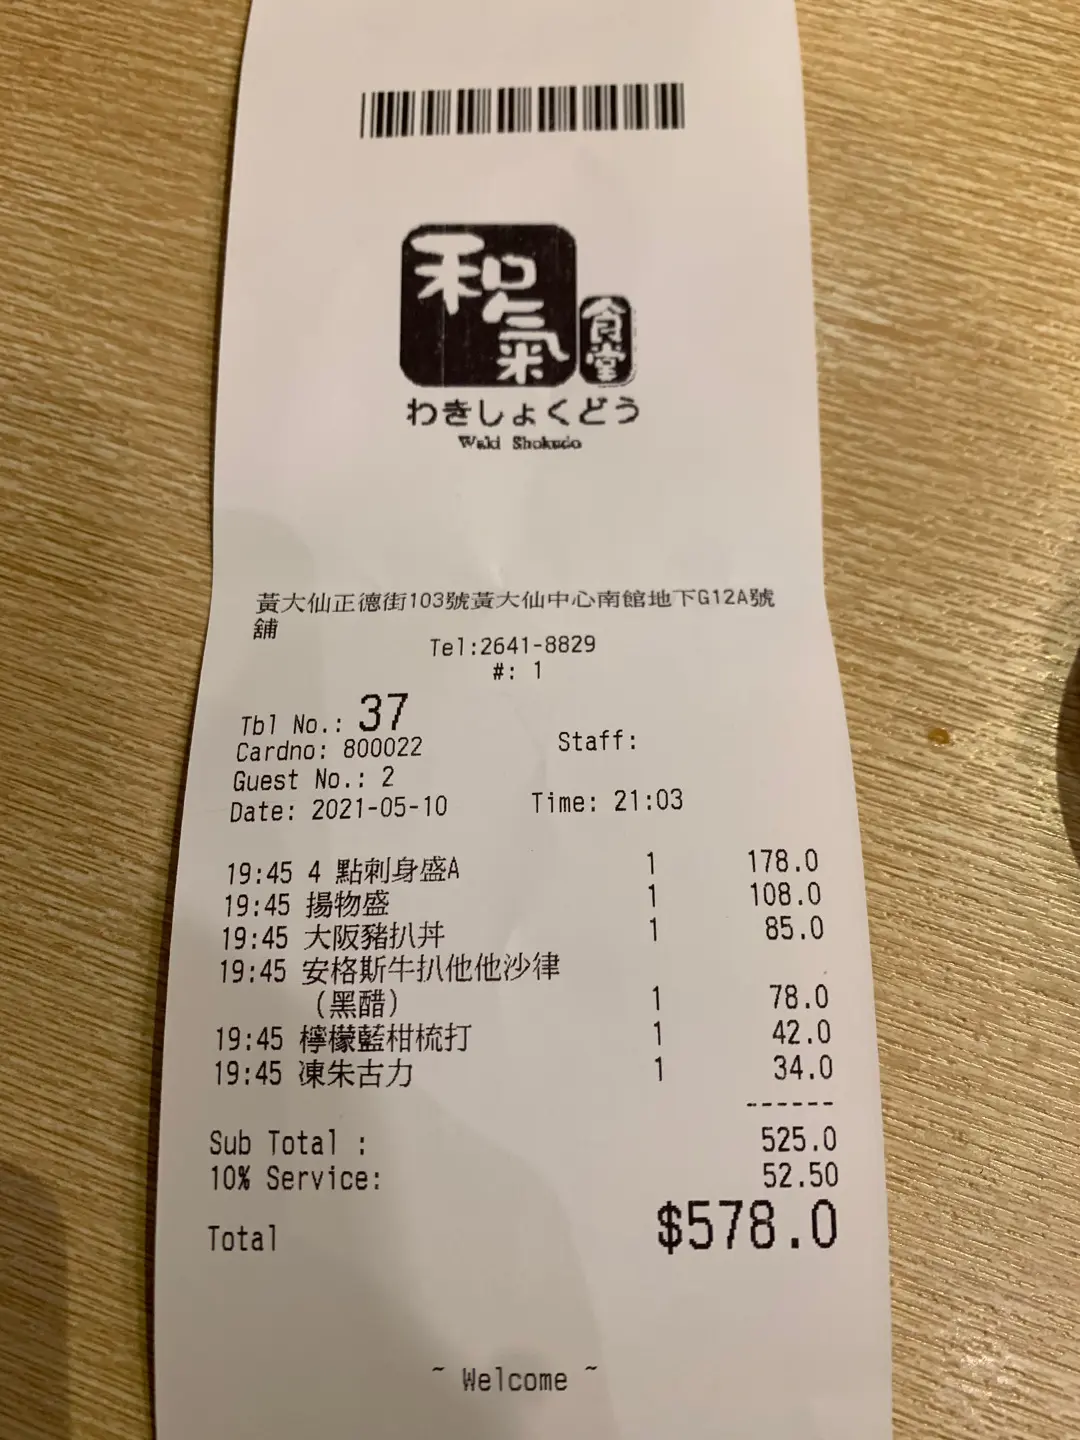 和氣
食堂
わきしょくどう
Waki Shokudo
黃大仙正德街103號黃大仙中心南館地下G12A號
舖
Tel:2641-8829
#: 1
Tbl No.: 37
Cardno: 800022 Staff:
Guest No.: 2
Date: 2021-05-10 Time: 21:03
19:45 4 點刺身盛A 1 178.0
19:45 揚物盛 1 108.0
19:45 大阪豬扒丼 1 85.0
19:45 安格斯牛扒他他沙律
(黑醋) 1 78.0
19:45 檸檬藍柑梳打 1 42.0
19:45 凍朱古力 1 34.0
------
Sub Total : 525.0
10% Service: 52.50
Total $578.0
~ Welcome ~